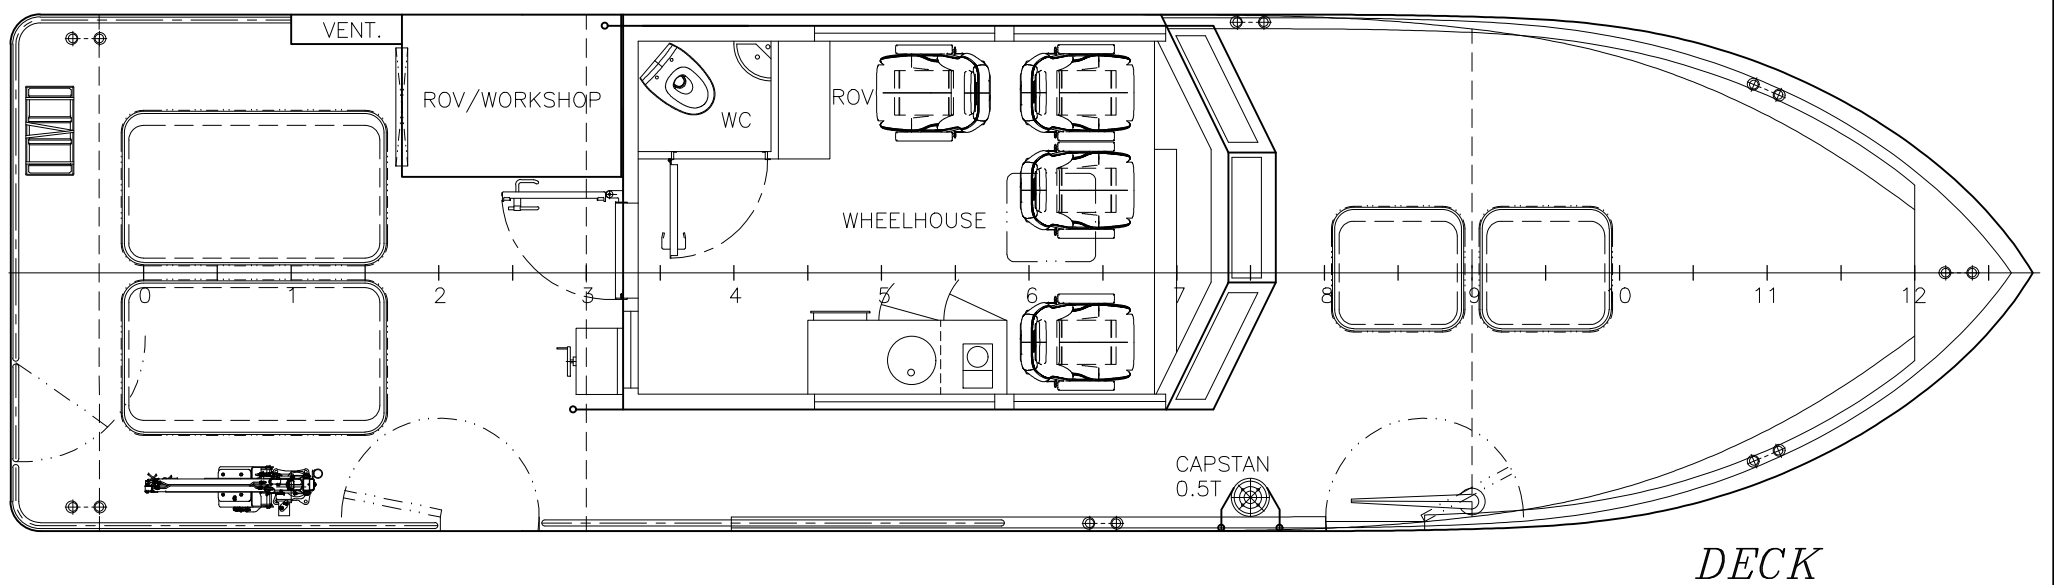 VENT.
ROV/WORKSHOP
WC
ROV
WHEELHOUSE
0 1 2 3 4 5 6 7 8 9 10 11 12
CAPSTAN
0.5T
DECK